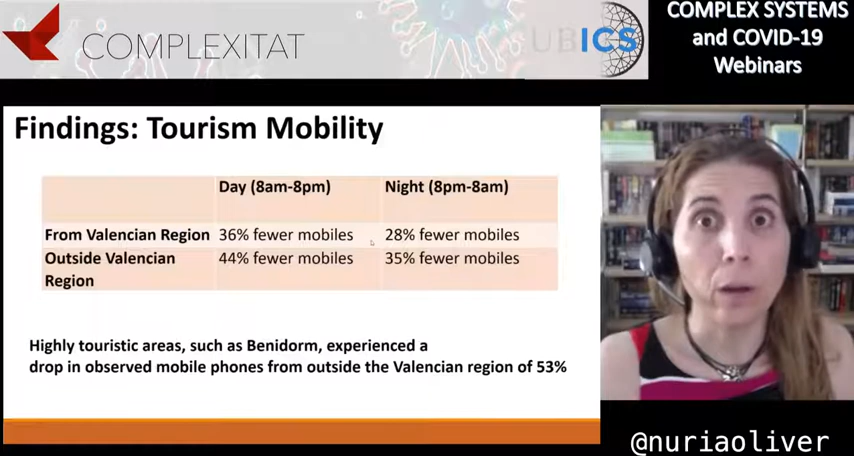 COMPLEXITAT
UBICS
COMPLEX SYSTEMS
and COVID-19
Webinars
Findings: Tourism Mobility
Day (8am-8pm) Night (8pm-8am)
From Valencian Region 36% fewer mobiles 28% fewer mobiles
Outside Valencian 44% fewer mobiles 35% fewer mobiles
Region
Highly touristic areas, such as Benidorm, experienced a
drop in observed mobile phones from outside the Valencian region of 53%
@nuriaoliver